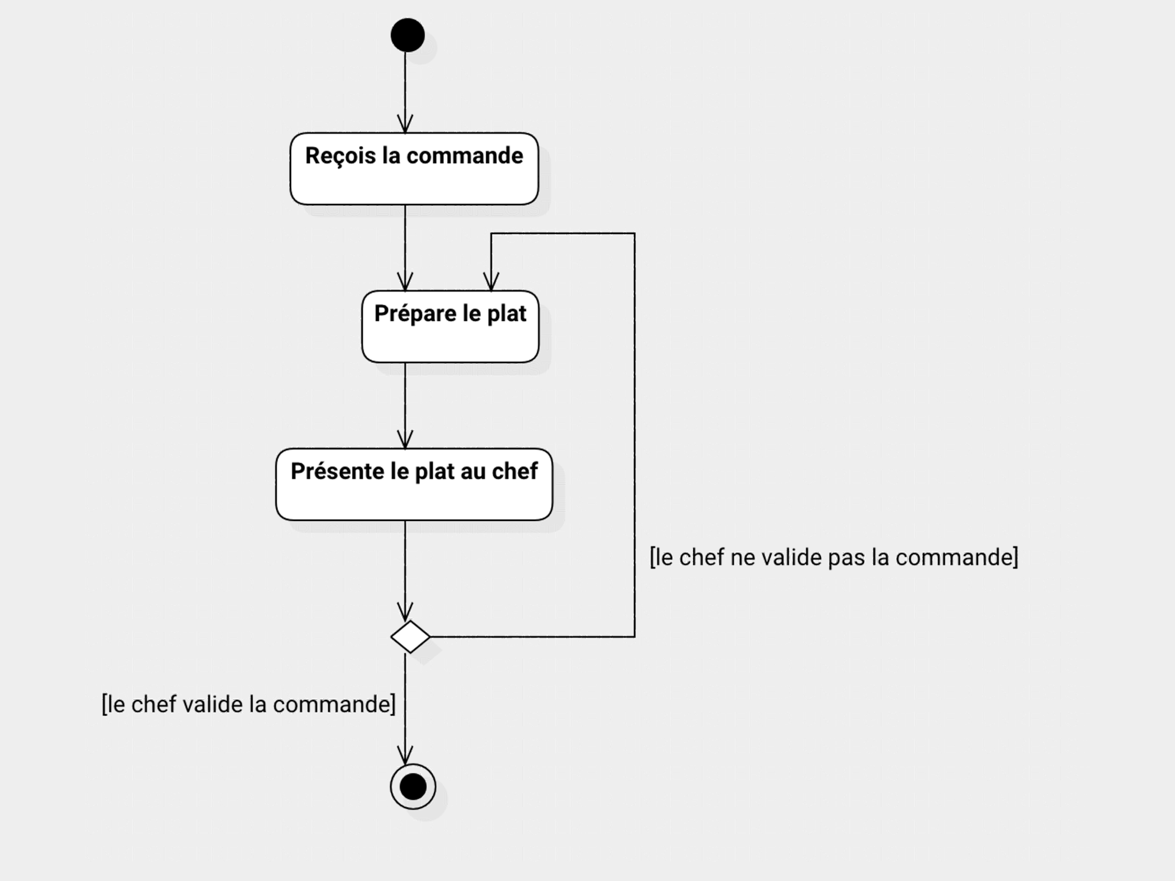 Reçois la commande
Prépare le plat
Présente le plat au chef
[le chef ne valide pas la commande]
[le chef valide la commande]